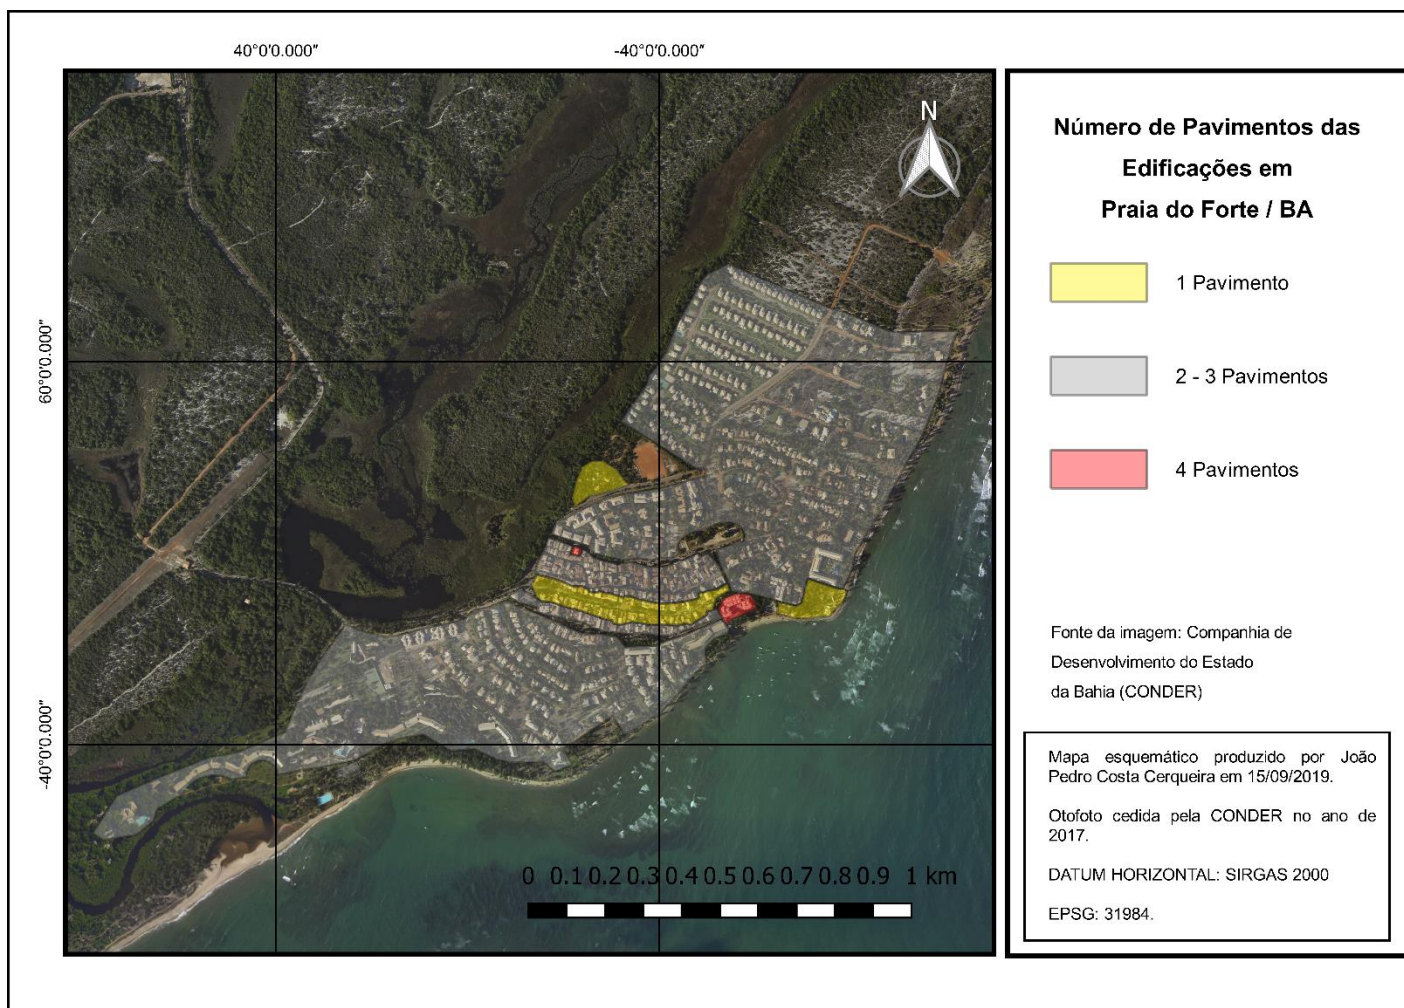 40°0'0.000"
-40°0'0.000"
60°0'0.000"
-40°0'0.000"
N
0 0.1 0.2 0.3 0.4 0.5 0.6 0.7 0.8 0.9 1 km
Número de Pavimentos das
Edificações em
Praia do Forte / BA
1 Pavimento
2 - 3 Pavimentos
4 Pavimentos
Fonte da imagem: Companhia de
Desenvolvimento do Estado
da Bahia (CONDER)
Mapa esquemático produzido por João
Pedro Costa Cerqueira em 15/09/2019.
Otofoto cedida pela CONDER no ano de
2017.
DATUM HORIZONTAL: SIRGAS 2000
EPSG: 31984.